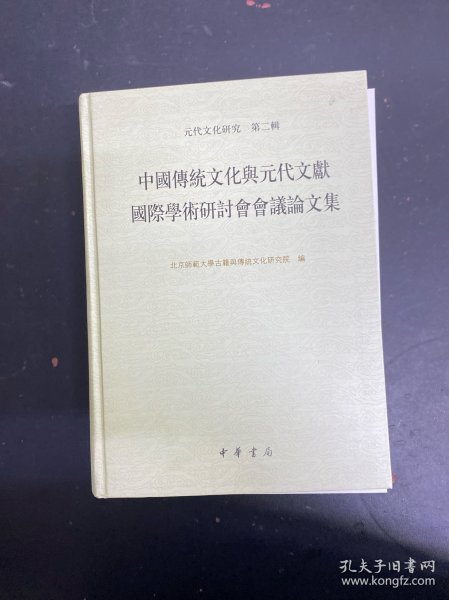 元代文化研究 第二輯
中國傳統文化與元代文獻
國際學術研討會會議論文集
北京師範大學古籍與傳統文化研究院 編
中華書局
孔夫子旧书网
www.kongfz.com